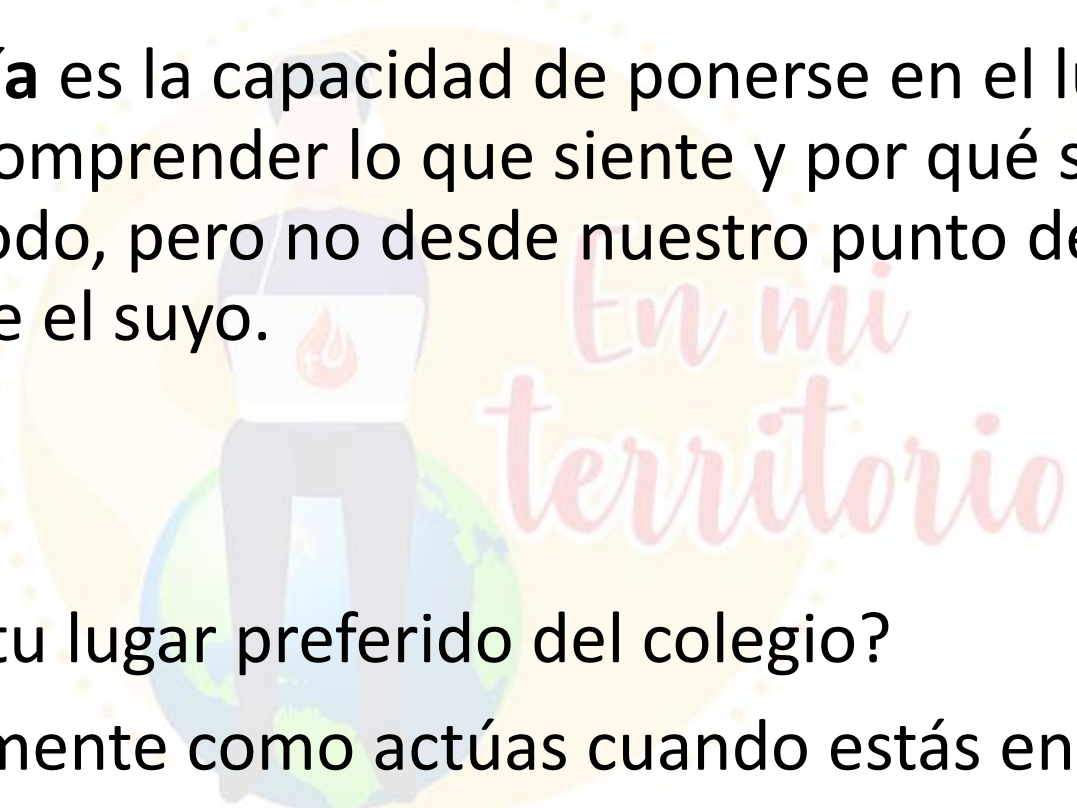 ía es la capacidad de ponerse en el lu
omprender lo que siente y por qué s
odo, pero no desde nuestro punto de
e el suyo.
En mi
territorio
tu lugar preferido del colegio?
mente como actúas cuando estás en